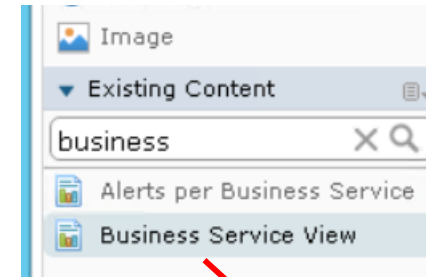 Image
Existing Content
business
Alerts per Business Service
Business Service View